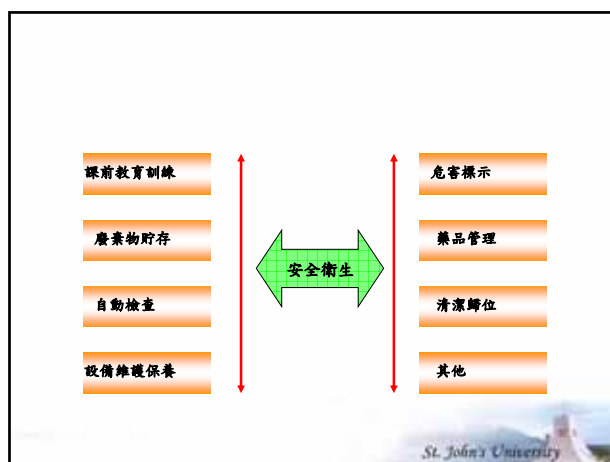 課前教育訓練
廢棄物貯存
自動檢查
設備維護保養
安全衛生
危害標示
藥品管理
清潔歸位
其他
St. John's University